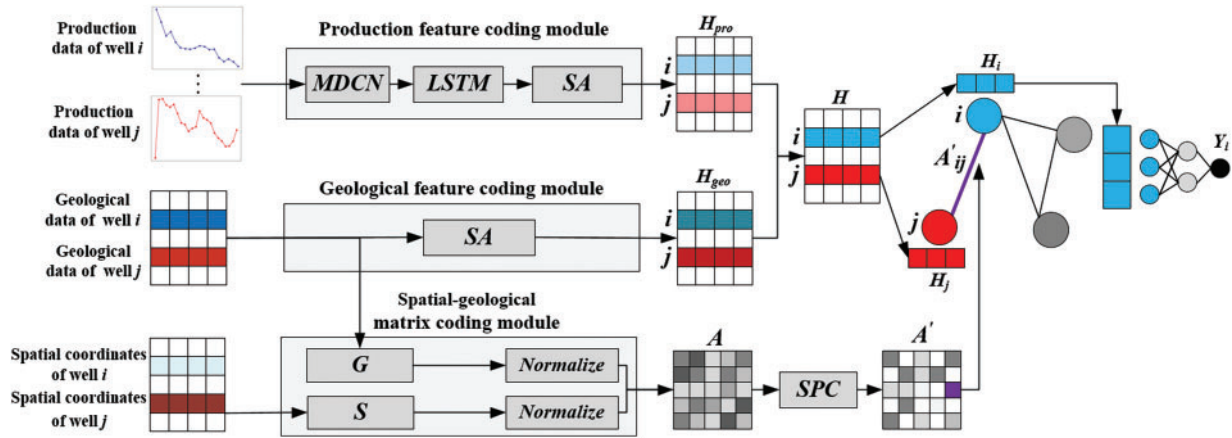 Production
data of well i
Production
data of well j
Production feature coding module
MDCN
LSTM
SA
H_pro
i
j
Geological
data of well i
Geological
data of well j
Geological feature coding module
SA
H_geo
i
j
H
i
j
H_i
i
A'_ij
j
H_j
Y_i
Spatial-geological
matrix coding module
Spatial coordinates
of well i
Spatial coordinates
of well j
G
Normalize
S
Normalize
A
SPC
A'